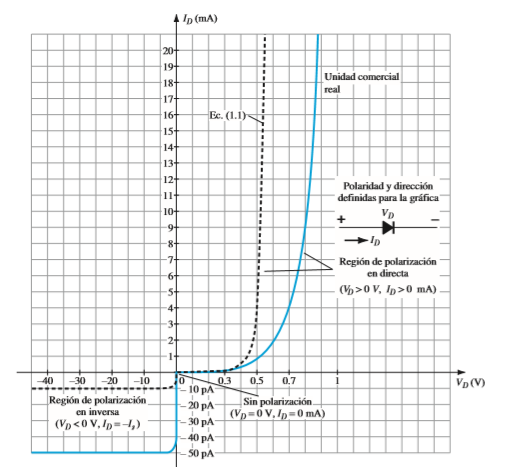 I_D (mA)
20
19
18
17
16
15
14
13
12
11
10
9
8
7
6
5
4
3
2
1
Unidad comercial
real
Ec. (1.1)
Polaridad y dirección
definidas para la gráfica
V_D
+ –
I_D
Región de polarización
en directa
(V_D > 0 V, I_D > 0 mA)
–40 –30 –20 –10 0 0.3 0.5 0.7 1
V_D (V)
– 10 pA
– 20 pA
– 30 pA
– 40 pA
– 50 pA
Región de polarización
en inversa
(V_D < 0 V, I_D = –I_s)
Sin polarización
(V_D = 0 V, I_D = 0 mA)